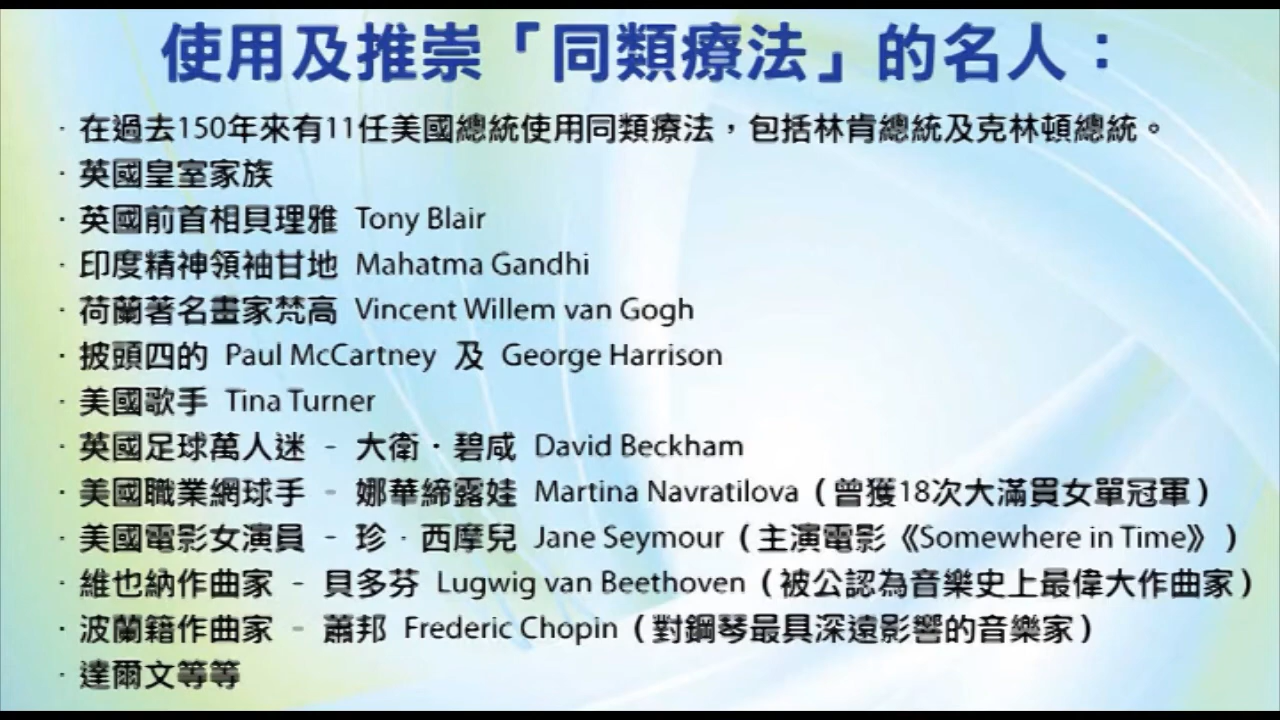 使用及推崇「同類療法」的名人：
· 在過去150年來有11任美國總統使用同類療法，包括林肯總統及克林頓總統。
· 英國皇室家族
· 英國前首相貝理雅 Tony Blair
· 印度精神領袖甘地 Mahatma Gandhi
· 荷蘭著名畫家梵高 Vincent Willem van Gogh
· 披頭四的 Paul McCartney 及 George Harrison
· 美國歌手 Tina Turner
· 英國足球萬人迷 - 大衛·碧咸 David Beckham
· 美國職業網球手 - 娜華締露娃 Martina Navratilova（曾獲18次大滿貫女單冠軍）
· 美國電影女演員 - 珍·西摩兒 Jane Seymour（主演電影《Somewhere in Time》）
· 維也納作曲家 - 貝多芬 Lugwig van Beethoven（被公認為音樂史上最偉大作曲家）
· 波蘭籍作曲家 - 蕭邦 Frederic Chopin（對鋼琴最具深遠影響的音樂家）
· 達爾文等等